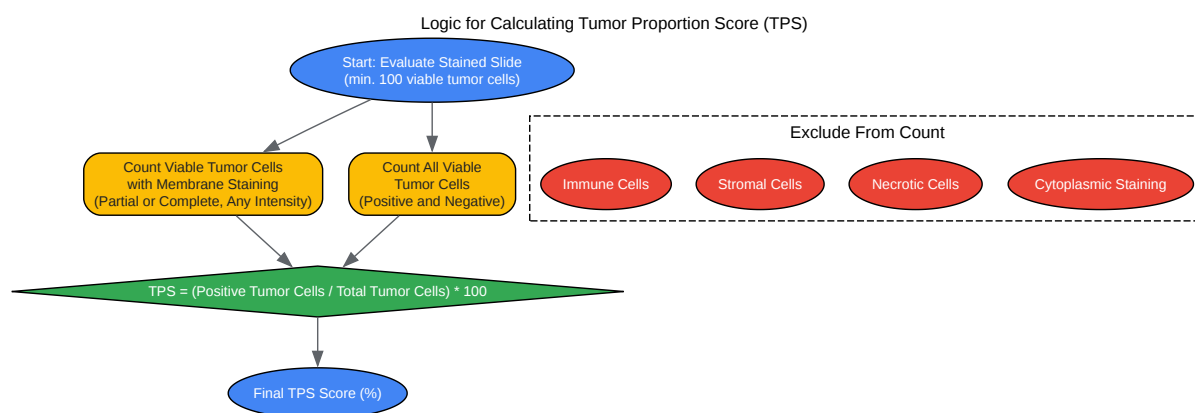 Logic for Calculating Tumor Proportion Score (TPS)
Start: Evaluate Stained Slide
(min. 100 viable tumor cells)
Exclude From Count
Count Viable Tumor Cells
with Membrane Staining
(Partial or Complete, Any Intensity)
Count All Viable
Tumor Cells
(Positive and Negative)
Immune Cells
Stromal Cells
Necrotic Cells
Cytoplasmic Staining
TPS = (Positive Tumor Cells / Total Tumor Cells) * 100
Final TPS Score (%)